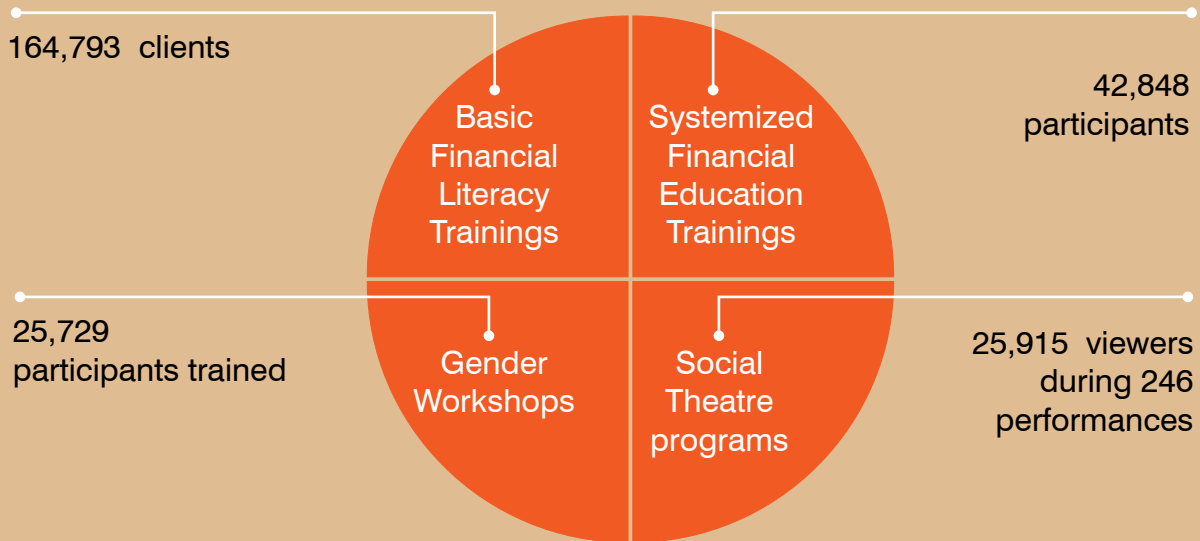 164,793 clients
Basic
Financial
Literacy
Trainings
Systemized
Financial
Education
Trainings
42,848
participants
25,729
participants trained
Gender
Workshops
Social
Theatre
programs
25,915 viewers
during 246
performances